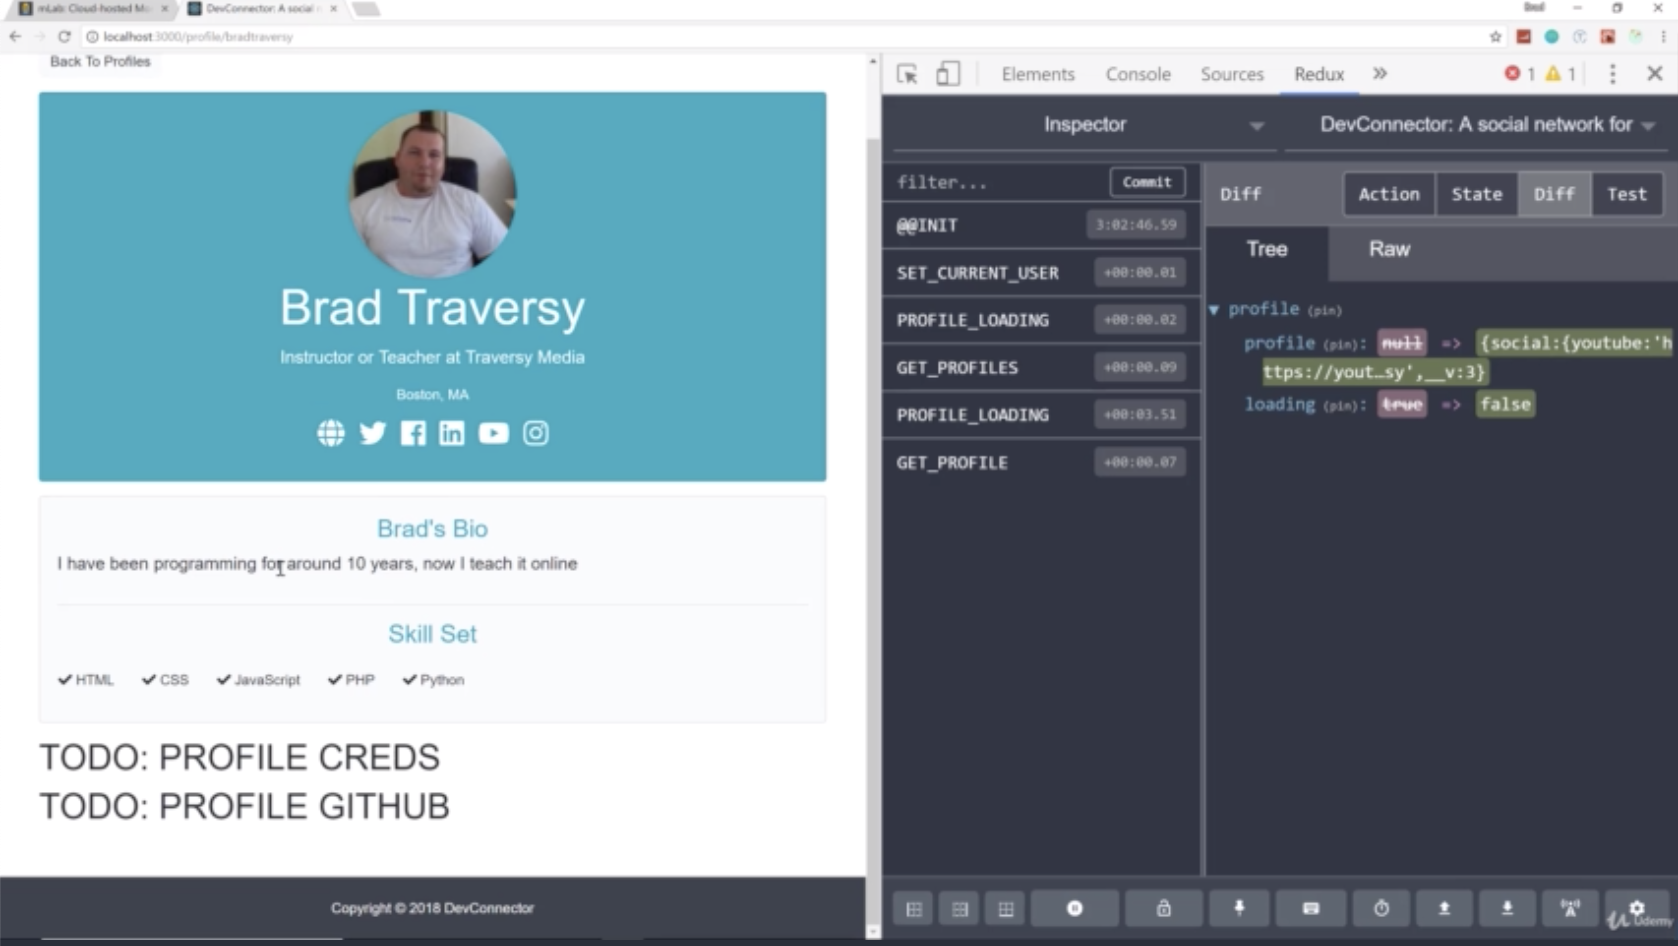 mLab: Cloud-hosted Mo
DevConnector: A social n
Brad
localhost:3000/profile/bradtraversy
Back To Profiles
Brad Traversy
Instructor or Teacher at Traversy Media
Boston, MA
Brad's Bio
I have been programming for around 10 years, now I teach it online
Skill Set
HTML CSS JavaScript PHP Python
TODO: PROFILE CREDS
TODO: PROFILE GITHUB
Copyright © 2018 DevConnector
Elements Console Sources Redux » 1 1
Inspector
DevConnector: A social network for
filter... Commit
@@INIT 3:02:46.59
SET_CURRENT_USER +00:00.01
PROFILE_LOADING +00:00.02
GET_PROFILES +00:00.09
PROFILE_LOADING +00:03.51
GET_PROFILE +00:00.07
Diff Action State Diff Test
Tree Raw
profile (pin)
profile (pin): null => {social:{youtube:'h
ttps://yout…sy',__v:3}
loading (pin): true => false
Udemy